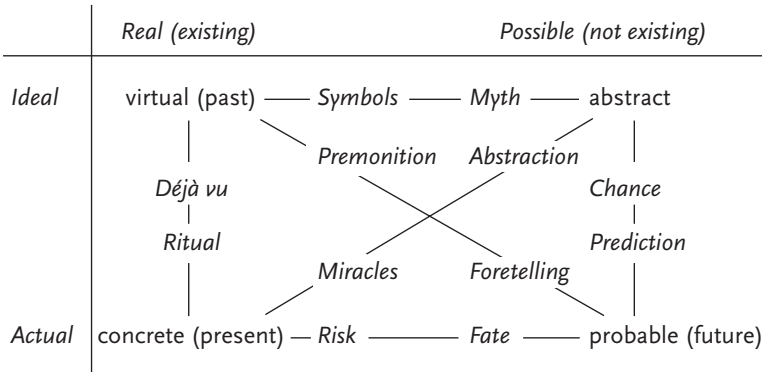 Real (existing) Possible (not existing)
Ideal virtual (past) Symbols Myth abstract
Premonition Abstraction
Déjà vu Chance
Ritual Prediction
Miracles Foretelling
Actual concrete (present) Risk Fate probable (future)